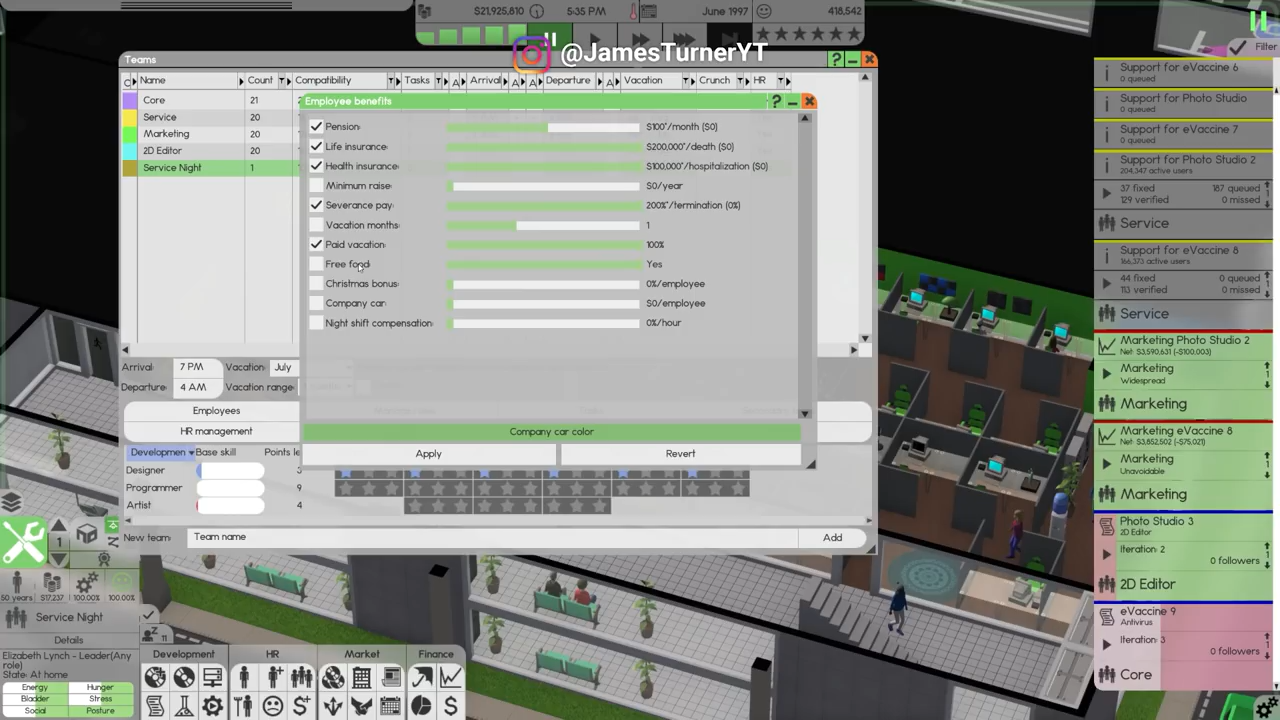 $21,925,810
5:35 PM
June 1997
418,542
@JamesTurnerYT
Filter
Teams
Name
Count
Compatibility
Tasks
Arrival
Departure
Vacation
Crunch
HR
Core
21
Service
20
Marketing
20
2D Editor
20
Service Night
1
Employee benefits
Pension
$100*/month ($0)
Life insurance
$200,000*/death ($0)
Health insurance
$100,000*/hospitalization ($0)
Minimum raise
$0/year
Severance pay
200%*/termination (0%)
Vacation months
1
Paid vacation
100%
Free food
Yes
Christmas bonus
0%/employee
Company car
$0/employee
Night shift compensation
0%/hour
Company car color
Apply
Revert
Arrival
7 PM
Vacation:
July
Departure:
4 AM
Vacation range:
Employees
HR management
Developmen
Base skill
Points le
Designer
3
Programmer
9
Artist
4
New team:
Team name
Add
Support for eVaccine 6
0 queued
Support for Photo Studio
0 queued
Support for eVaccine 7
0 queued
Support for Photo Studio 2
204,347 active users
37 fixed
187 queued
129 verified
0 missed
1
Service
Support for eVaccine 8
166,373 active users
44 fixed
0 queued
113 verified
0 missed
1
Service
Marketing Photo Studio 2
Net: $3,590,631 (-$100,003)
Marketing
Widespread
1
Marketing
Marketing eVaccine 8
Net: $3,852,502 (-$75,021)
Marketing
Unavoidable
1
Marketing
Photo Studio 3
2D Editor
Iteration: 2
1
0 followers
2D Editor
eVaccine 9
Antivirus
Iteration: 3
1
0 followers
Core
1
50 years
$17,237
100.00%
100.00%
Service Night
Details
11
Elizabeth Lynch - Leader(Any
role)
State: At home
Energy
Hunger
Bladder
Stress
Social
Posture
Development
HR
Market
Finance